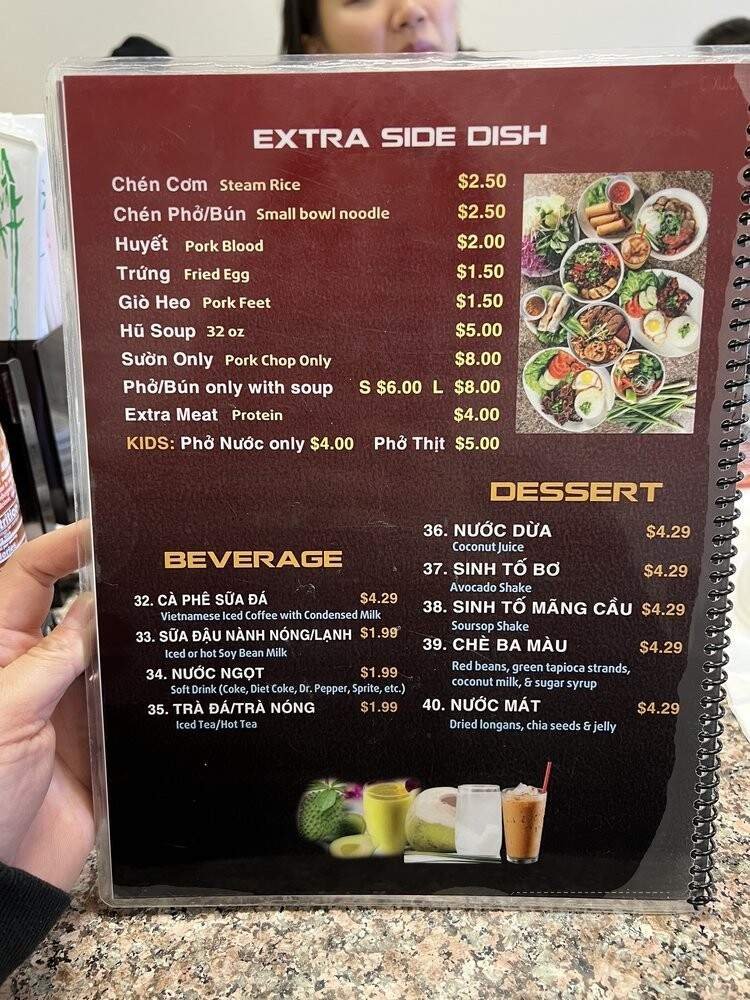 EXTRA SIDE DISH
Chén Cơm Steam Rice $2.50
Chén Phở/Bún Small bowl noodle $2.50
Huyết Pork Blood $2.00
Trứng Fried Egg $1.50
Giò Heo Pork Feet $1.50
Hũ Soup 32 oz $5.00
Sườn Only Pork Chop Only $8.00
Phở/Bún only with soup S $6.00 L $8.00
Extra Meat Protein $4.00
KIDS: Phở Nước only $4.00 Phở Thịt $5.00
BEVERAGE
32. CÀ PHÊ SỮA ĐÁ $4.29
Vietnamese Iced Coffee with Condensed Milk
33. SỮA ĐẬU NÀNH NÓNG/LẠNH $1.99
Iced or hot Soy Bean Milk
34. NƯỚC NGỌT $1.99
Soft Drink (Coke, Diet Coke, Dr. Pepper, Sprite, etc.)
35. TRÀ ĐÁ/TRÀ NÓNG $1.99
Iced Tea/Hot Tea
DESSERT
36. NƯỚC DỪA $4.29
Coconut Juice
37. SINH TỐ BƠ $4.29
Avocado Shake
38. SINH TỐ MÃNG CẦU $4.29
Soursop Shake
39. CHÈ BA MÀU $4.29
Red beans, green tapioca strands,
coconut milk, & sugar syrup
40. NƯỚC MÁT $4.29
Dried longans, chia seeds & jelly